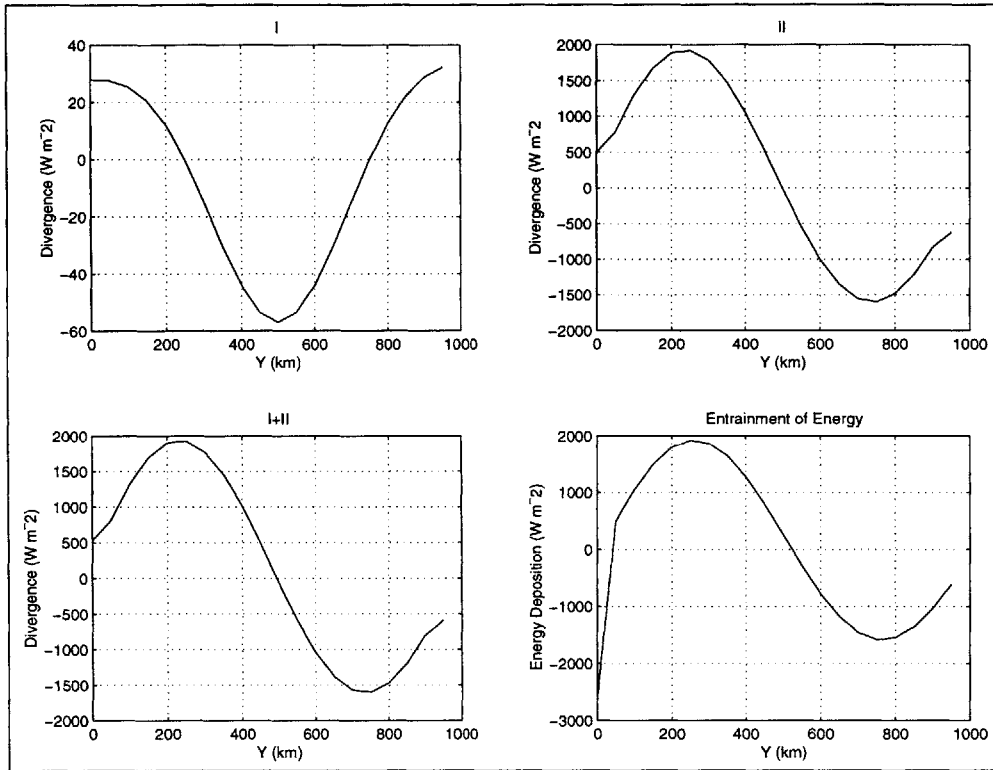 I
Divergence (W m¯2)
40
20
0
−20
−40
−60
0 200 400 600 800 1000
Y (km)
II
Divergence (W m¯2
2000
1500
1000
500
0
−500
−1000
−1500
−2000
0 200 400 600 800 1000
Y (km)
I+II
Divergence (W m¯2)
2000
1500
1000
500
0
−500
−1000
−1500
−2000
0 200 400 600 800 1000
Y (km)
Entrainment of Energy
Energy Deposition (W m¯2)
2000
1000
0
−1000
−2000
−3000
0 200 400 600 800 1000
Y (km)